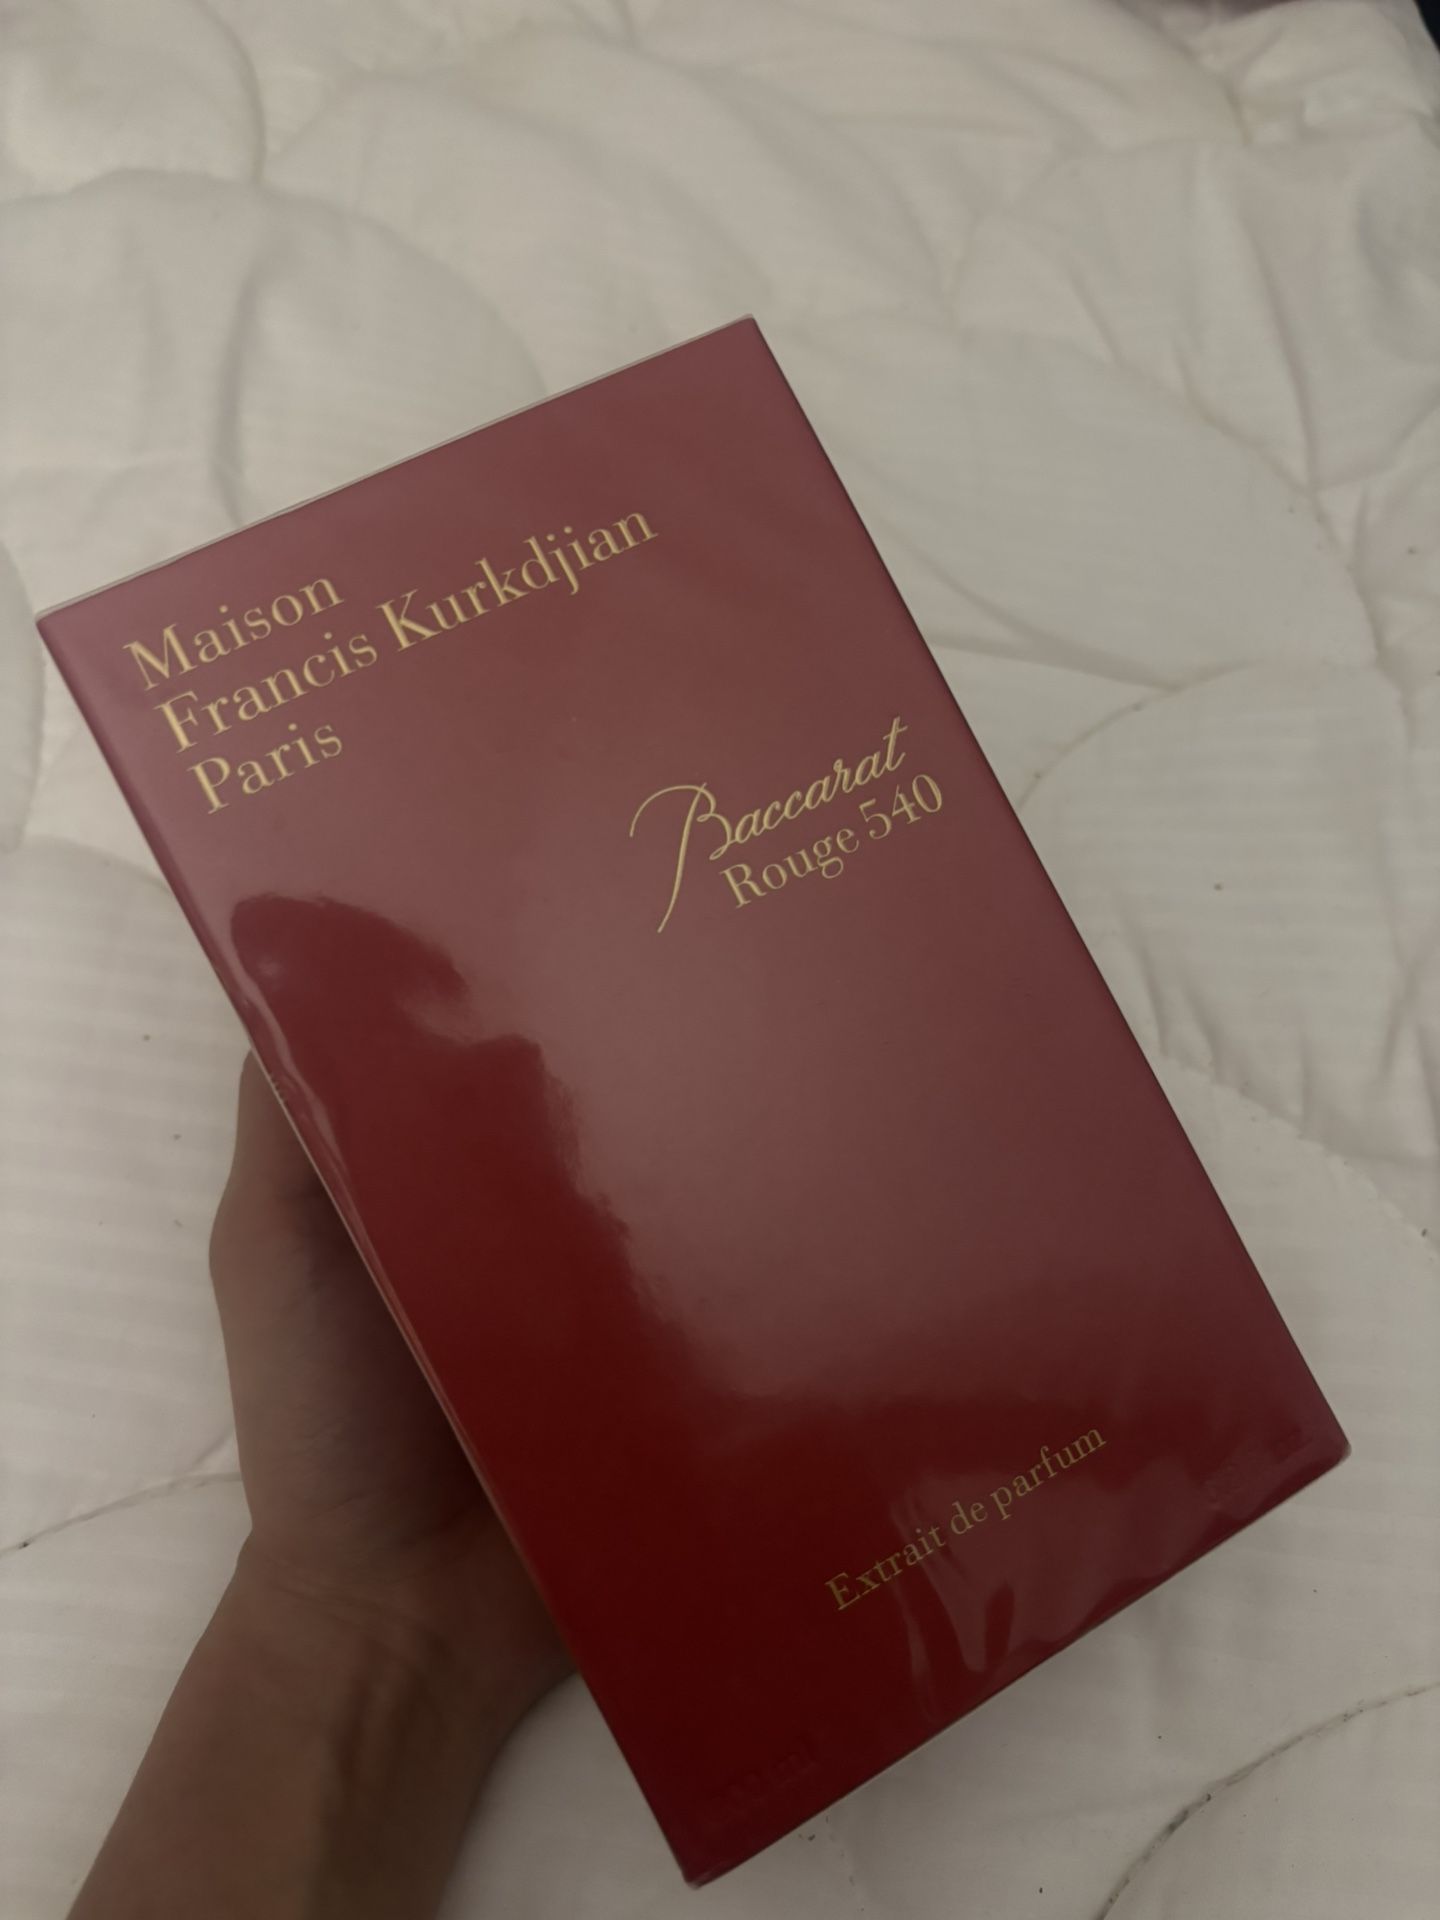 Maison
Francis Kurkdjian
Paris
Baccarat
Rouge 540
Extrait de parfum